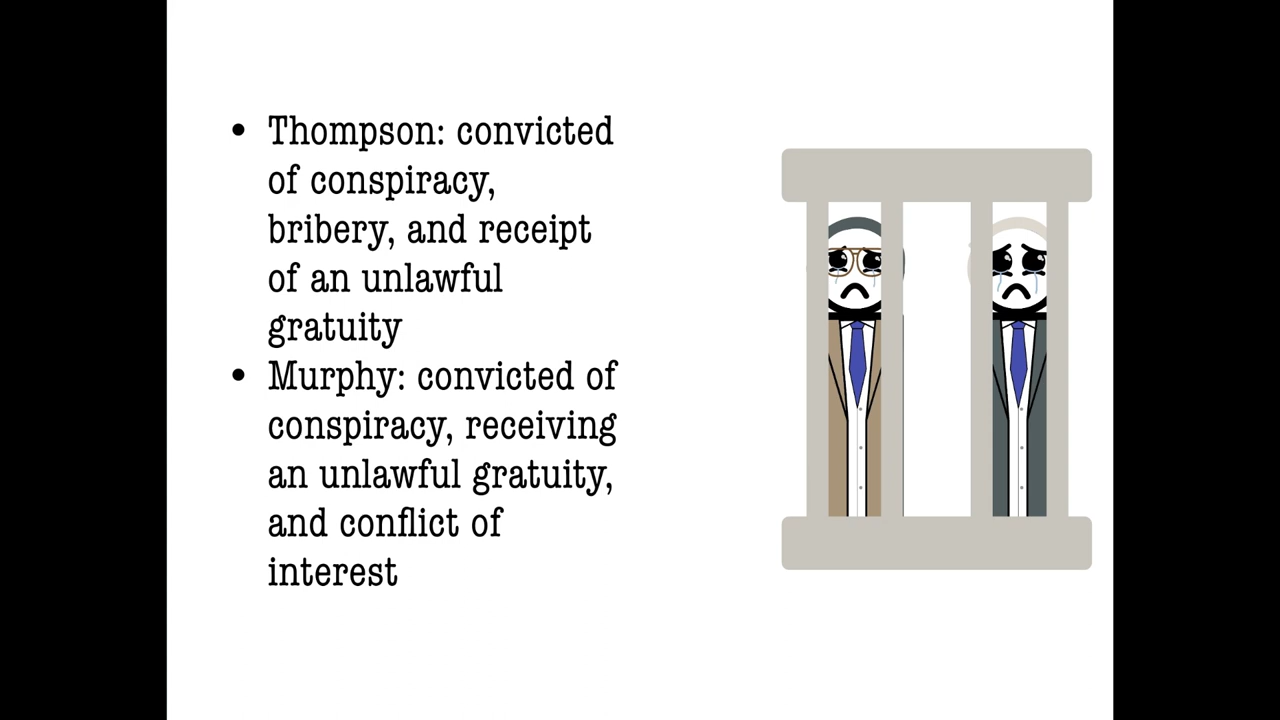 • Thompson: convicted
of conspiracy,
bribery, and receipt
of an unlawful
gratuity
• Murphy: convicted of
conspiracy, receiving
an unlawful gratuity,
and conflict of
interest